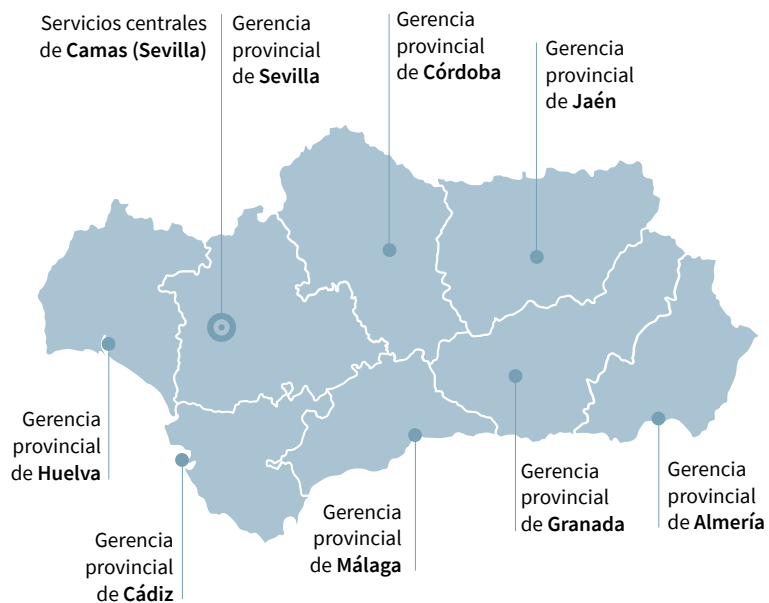 Servicios centrales
de Camas (Sevilla)
Gerencia
provincial
de Sevilla
Gerencia
provincial
de Córdoba
Gerencia
provincial
de Jaén
Gerencia
provincial
de Huelva
Gerencia
provincial
de Cádiz
Gerencia
provincial
de Málaga
Gerencia
provincial
de Granada
Gerencia
provincial
de Almería